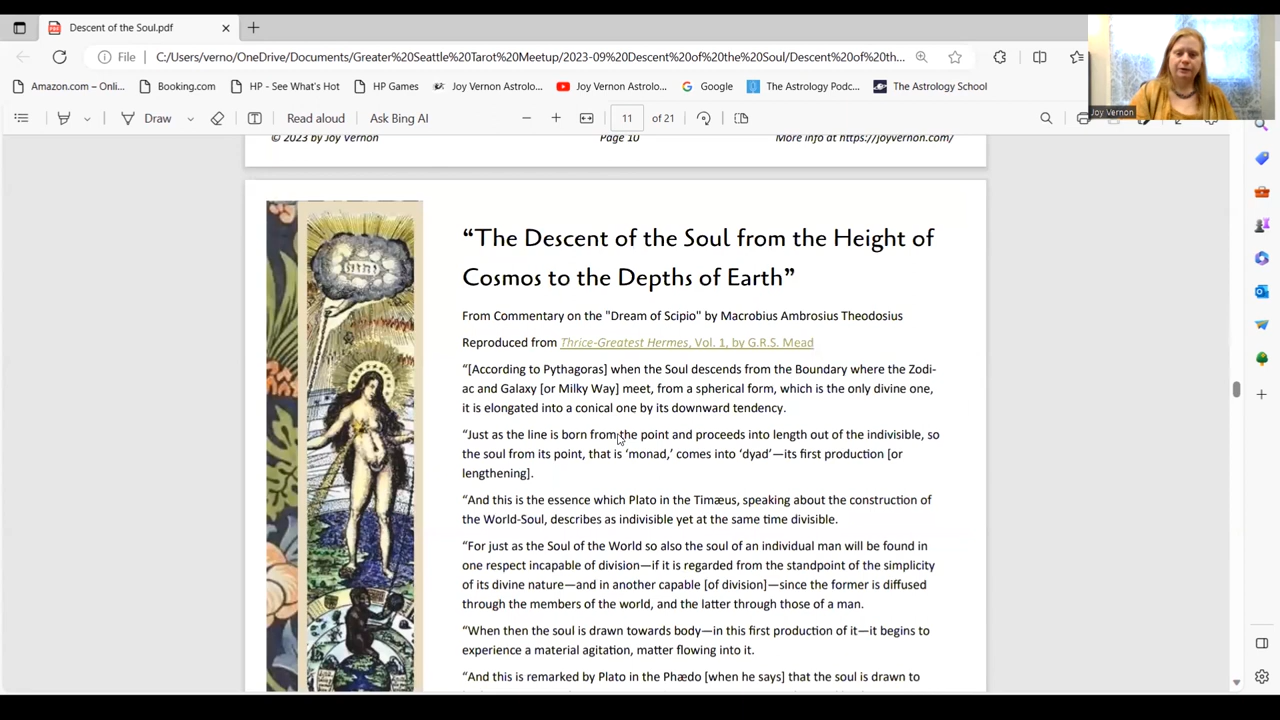 Descent of the Soul.pdf
File C:/Users/verno/OneDrive/Documents/Greater%20Seattle%20Tarot%20Meetup/2023-09%20Descent%20of%20the%20Soul/Descent%20of%20th...
Amazon.com – Onli... Booking.com HP - See What's Hot HP Games Joy Vernon Astrolo... Joy Vernon Astrolo... Google The Astrology Podc... The Astrology School
Joy Vernon
Draw Read aloud Ask Bing AI 11 of 21
© 2023 by Joy Vernon Page 10 More info at https://joyvernon.com/
“The Descent of the Soul from the Height of
Cosmos to the Depths of Earth”
From Commentary on the "Dream of Scipio" by Macrobius Ambrosius Theodosius
Reproduced from Thrice-Greatest Hermes, Vol. 1, by G.R.S. Mead
“[According to Pythagoras] when the Soul descends from the Boundary where the Zodi-
ac and Galaxy [or Milky Way] meet, from a spherical form, which is the only divine one,
it is elongated into a conical one by its downward tendency.
“Just as the line is born from the point and proceeds into length out of the indivisible, so
the soul from its point, that is ‘monad,’ comes into ‘dyad’—its first production [or
lengthening].
“And this is the essence which Plato in the Timæus, speaking about the construction of
the World-Soul, describes as indivisible yet at the same time divisible.
“For just as the Soul of the World so also the soul of an individual man will be found in
one respect incapable of division—if it is regarded from the standpoint of the simplicity
of its divine nature—and in another capable [of division]—since the former is diffused
through the members of the world, and the latter through those of a man.
“When then the soul is drawn towards body—in this first production of it—it begins to
experience a material agitation, matter flowing into it.
“And this is remarked by Plato in the Phædo [when he says] that the soul is drawn to